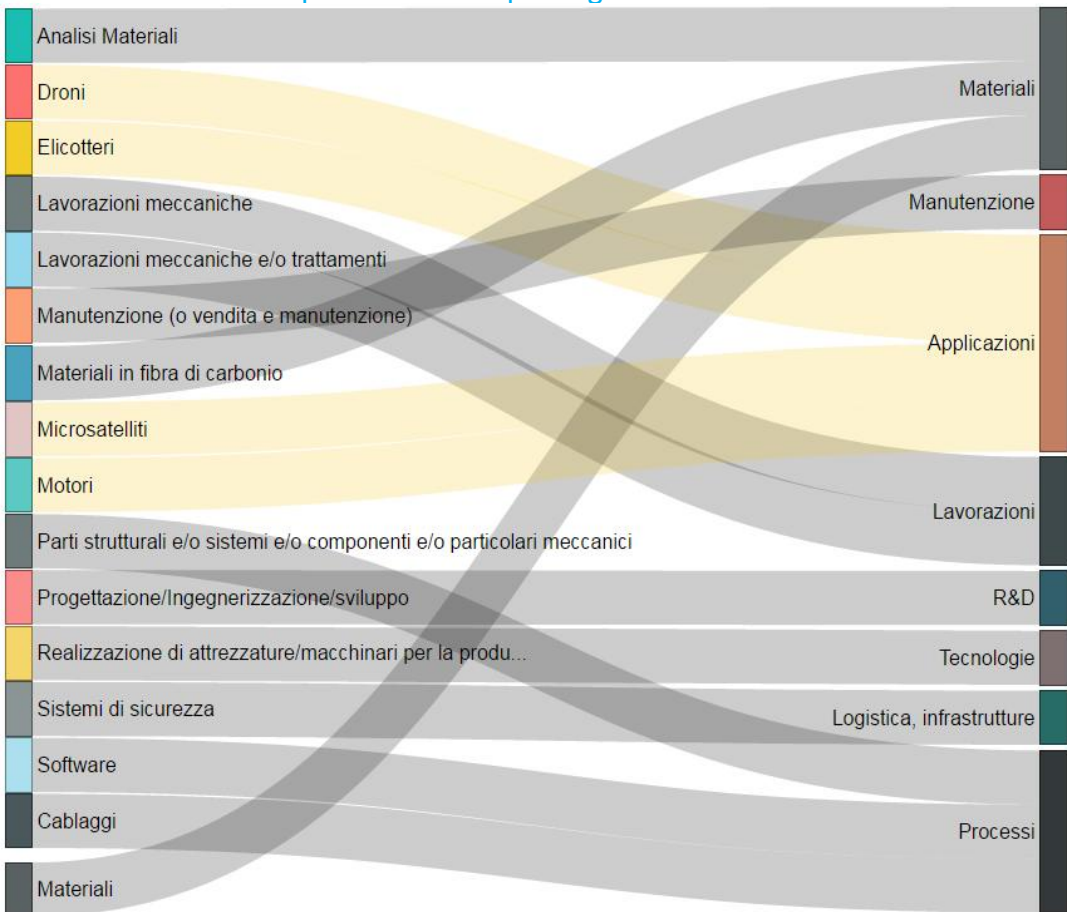 Analisi Materiali
Droni
Elicotteri
Lavorazioni meccaniche
Lavorazioni meccaniche e/o trattamenti
Manutenzione (o vendita e manutenzione)
Materiali in fibra di carbonio
Microsatelliti
Motori
Parti strutturali e/o sistemi e/o componenti e/o particolari meccanici
Progettazione/Ingegnerizzazione/sviluppo
Realizzazione di attrezzature/macchinari per la produ...
Sistemi di sicurezza
Software
Cablaggi
Materiali
Materiali
Manutenzione
Applicazioni
Lavorazioni
R&D
Tecnologie
Logistica, infrastrutture
Processi